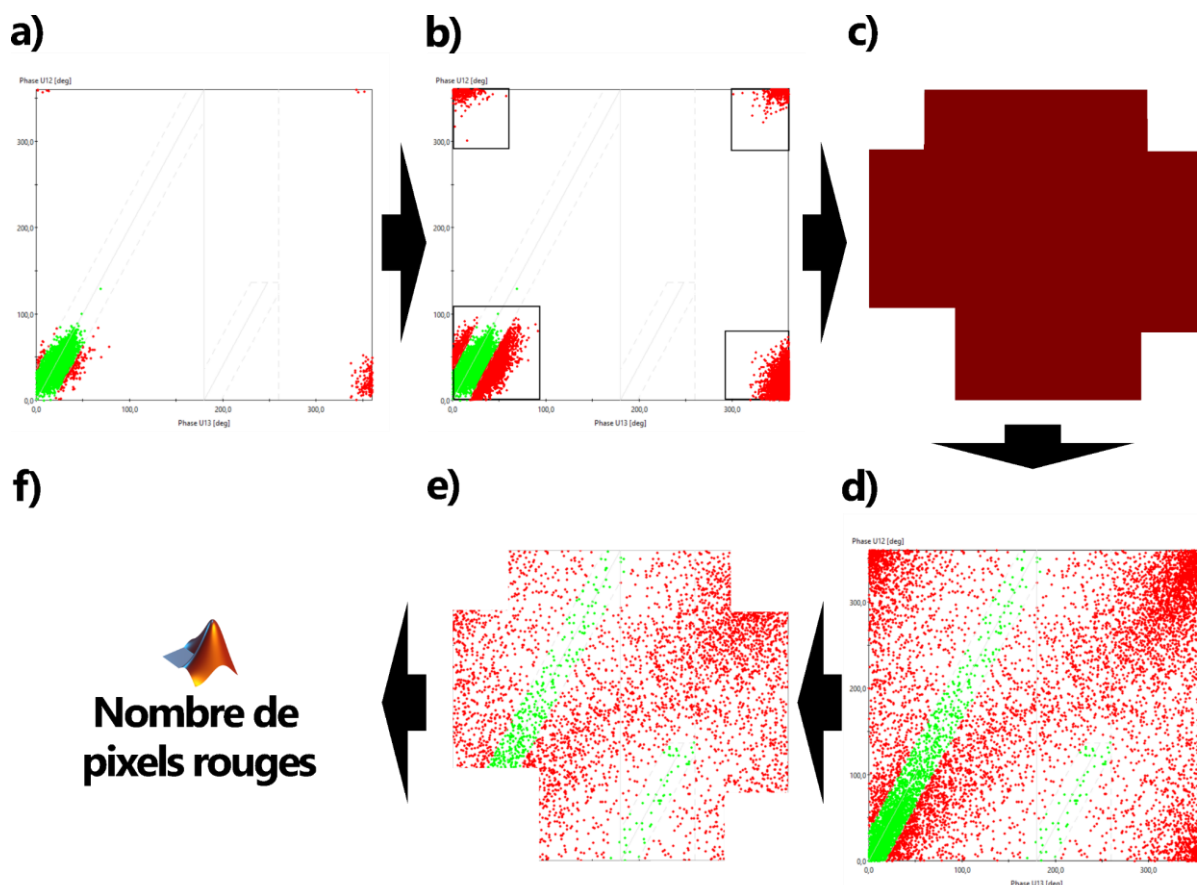 a)
Phase U12 [deg]
300,0
200,0
100,0
0,0
0,0 100,0 200,0 300,0
Phase U13 [deg]
b)
Phase U12 [deg]
300,0
200,0
100,0
0,0
0,0 100,0 200,0 300,0
Phase U13 [deg]
c)
f)
Nombre de
pixels rouges
e)
d)
Phase U12 [deg]
300,0
200,0
100,0
0,0
0,0 100,0 200,0 300,0
Phase U13 [deg]